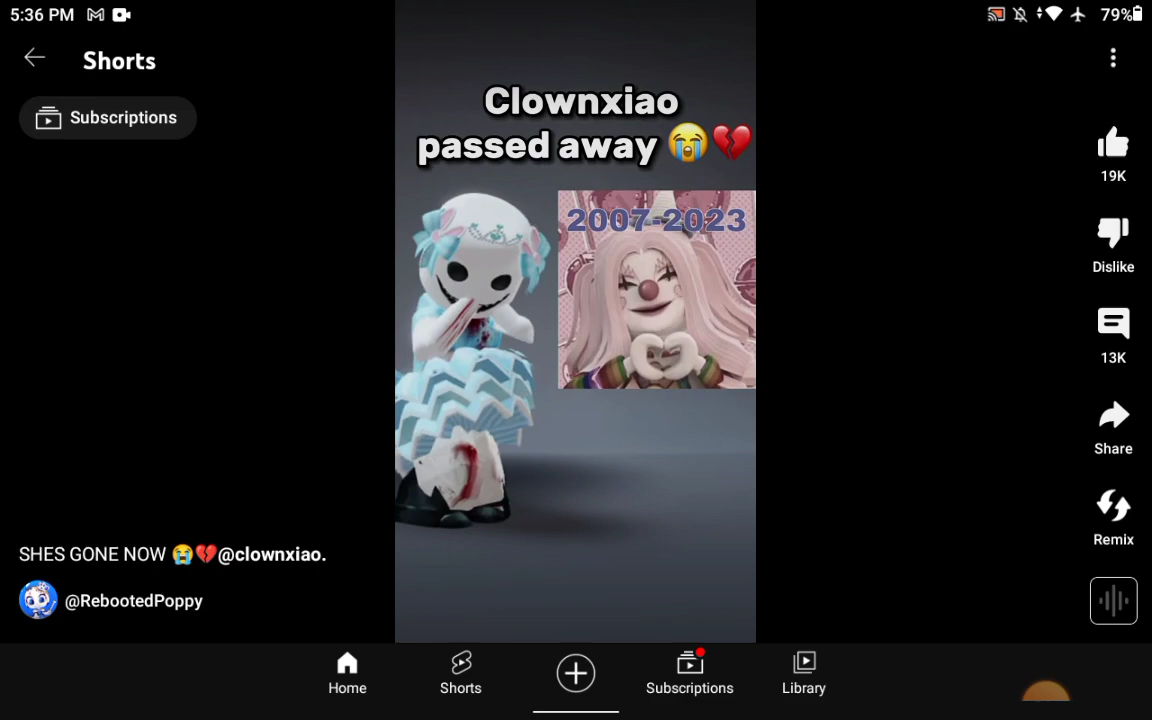 5:36 PM
79%
Shorts
Subscriptions
Clownxiao
passed away 😭💔
2007-2023
19K
Dislike
13K
Share
Remix
SHES GONE NOW 😭💔@clownxiao.
@RebootedPoppy
Home
Shorts
Subscriptions
Library